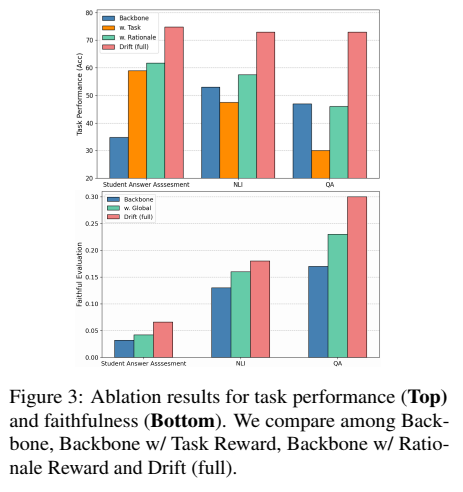 80
70
60
50
40
30
20
Task Performance (Acc)
Backbone
w. Task
w. Rationale
Drift (full)
Student Answer Asssesment
NLI
QA
0.30
0.25
0.20
0.15
0.10
0.05
0.00
Faithful Evaluation
Backbone
w. Global
Drift (full)
Student Answer Asssesment
NLI
QA
Figure 3: Ablation results for task performance (Top)
and faithfulness (Bottom). We compare among Back-
bone, Backbone w/ Task Reward, Backbone w/ Ratio-
nale Reward and Drift (full).